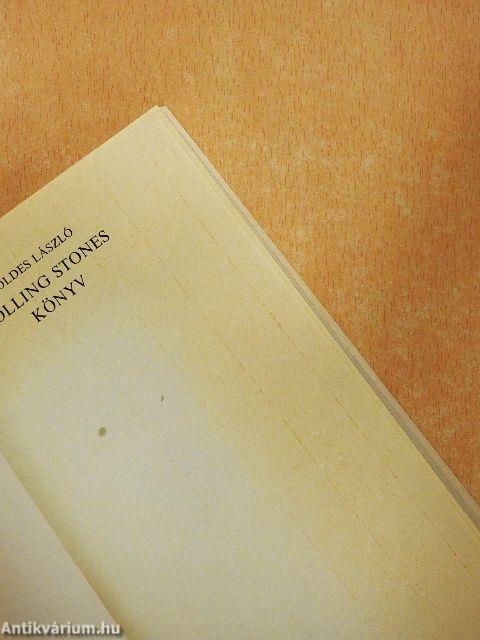 ÖLDES LÁSZLÓ
OLLING STONES
KÖNYV
Antikvárium.hu